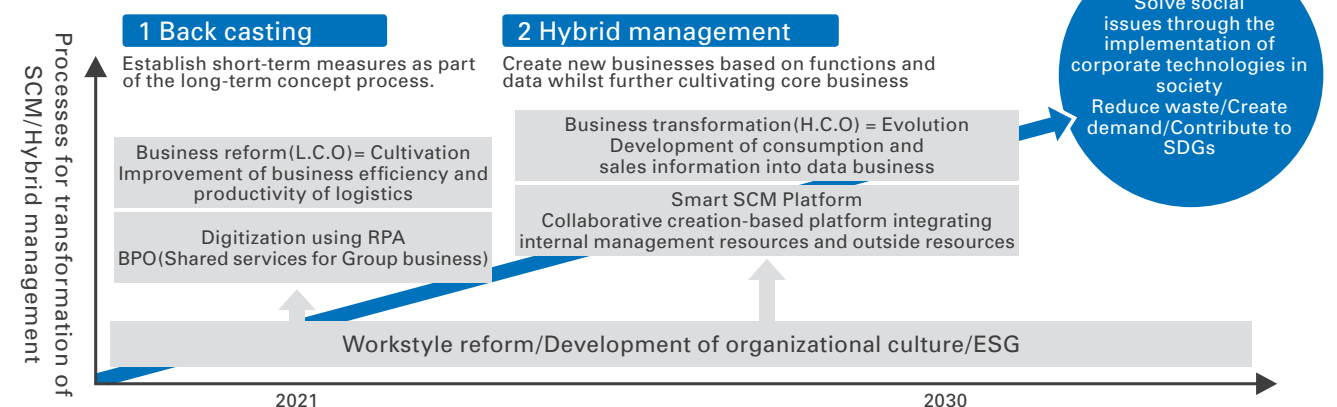 Processes for transformation of
SCM/Hybrid management
1 Back casting
Establish short-term measures as part
of the long-term concept process.
Business reform(L.C.O)= Cultivation
Improvement of business efficiency and
productivity of logistics
Digitization using RPA
BPO(Shared services for Group business)
2 Hybrid management
Create new businesses based on functions and
data whilst further cultivating core business
Business transformation(H.C.O) = Evolution
Development of consumption and
sales information into data business
Smart SCM Platform
Collaborative creation-based platform integrating
internal management resources and outside resources
Solve social
issues through the
implementation of
corporate technologies in
society
Reduce waste/Create
demand/Contribute to
SDGs
Workstyle reform/Development of organizational culture/ESG
2021
2030